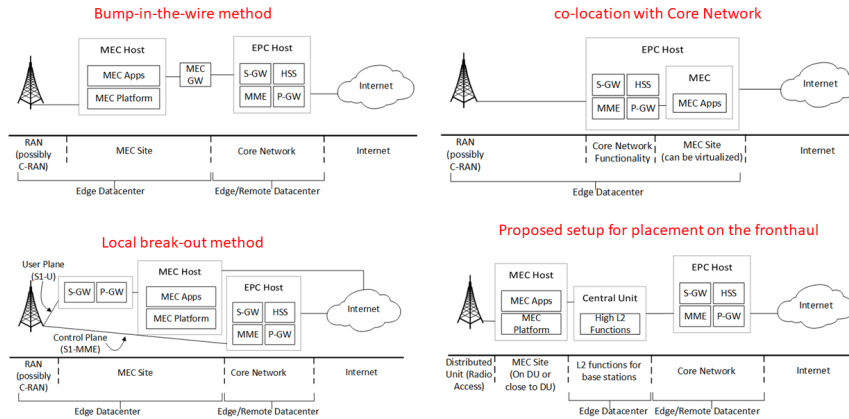 Bump-in-the-wire method
MEC Host
MEC Apps
MEC Platform
MEC
GW
EPC Host
S-GW
HSS
MME
P-GW
Internet
RAN
(possibly
C-RAN)
MEC Site
Core Network
Internet
Edge Datacenter
Edge/Remote Datacenter
co-location with Core Network
EPC Host
S-GW
HSS
MME
P-GW
MEC
MEC Apps
Internet
RAN
(possibly
C-RAN)
Core Network
Functionality
MEC Site
(can be virtualized)
Internet
Edge Datacenter
Local break-out method
User Plane
(S1-U)
S-GW
P-GW
MEC Host
MEC Apps
MEC Platform
EPC Host
S-GW
HSS
MME
P-GW
Internet
Control Plane
(S1-MME)
RAN
(possibly
C-RAN)
MEC Site
Core Network
Internet
Edge Datacenter
Edge/Remote Datacenter
Proposed setup for placement on the fronthaul
MEC Host
MEC Apps
MEC
Platform
Central Unit
High L2
Functions
EPC Host
S-GW
HSS
MME
P-GW
Internet
Distributed
Unit (Radio
Access)
MEC Site
(On DU or
close to DU)
L2 functions for
base stations
Core Network
Internet
Edge Datacenter
Edge/Remote Datacenter